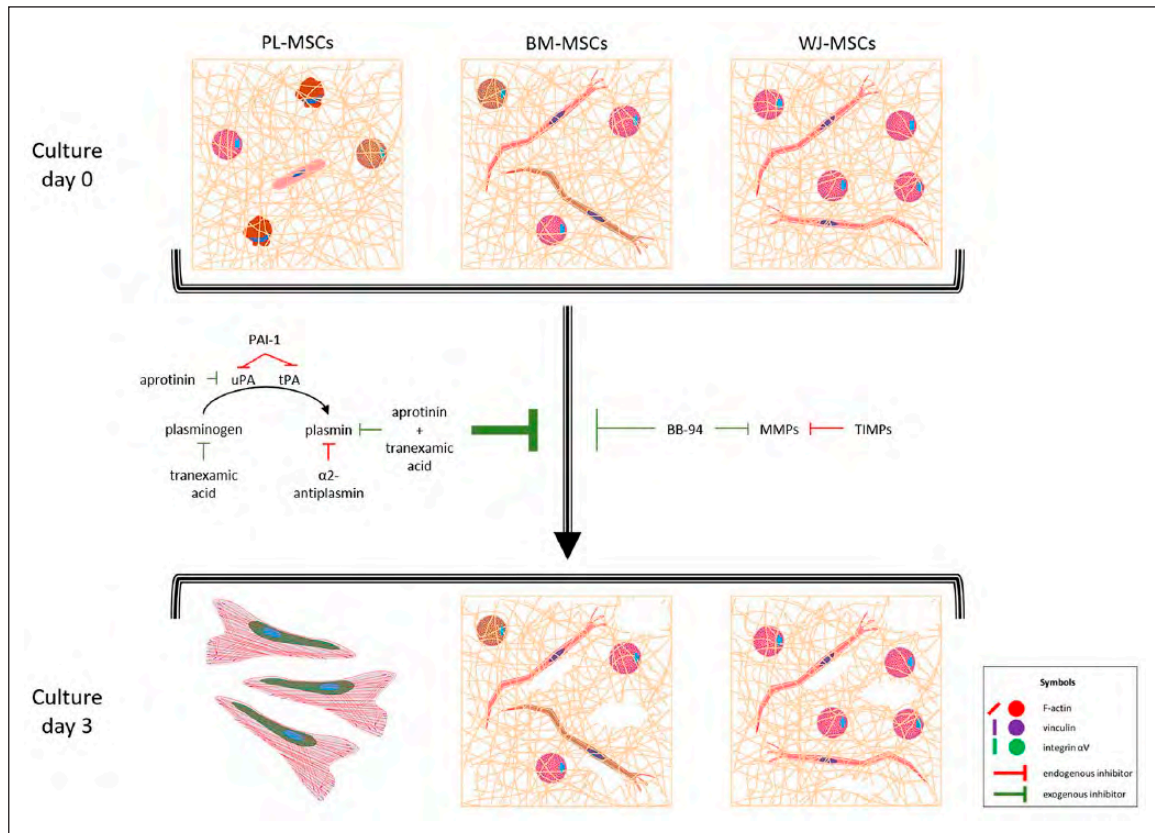 PL-MSCs
BM-MSCs
WJ-MSCs
Culture
day 0
PAI-1
aprotinin
uPA
tPA
plasminogen
plasmin
aprotinin
+
tranexamic
acid
tranexamic
acid
α2-
antiplasmin
BB-94
MMPs
TIMPs
Culture
day 3
Symbols
F-actin
vinculin
integrin αV
endogenous inhibitor
exogenous inhibitor